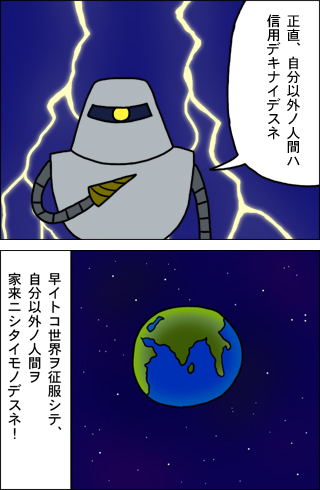 正直、自分以外ノ人間ハ
信用デキナイデスネ
早イトコ世界ヲ征服シテ、
自分以外ノ人間ヲ
家来ニシタイモノデスネ！